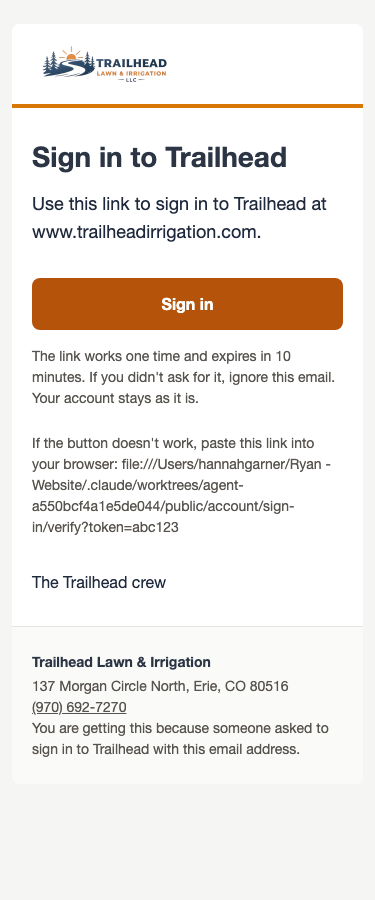 TRAILHEAD
LAWN & IRRIGATION
LLC
Sign in to Trailhead
Use this link to sign in to Trailhead at
www.trailheadirrigation.com.
Sign in
The link works one time and expires in 10
minutes. If you didn't ask for it, ignore this email.
Your account stays as it is.
If the button doesn't work, paste this link into
your browser: file:///Users/hannahgarner/Ryan -
Website/.claude/worktrees/agent-
a550bcf4a1e5de044/public/account/sign-
in/verify?token=abc123
The Trailhead crew
Trailhead Lawn & Irrigation
137 Morgan Circle North, Erie, CO 80516
(970) 692-7270
You are getting this because someone asked to
sign in to Trailhead with this email address.